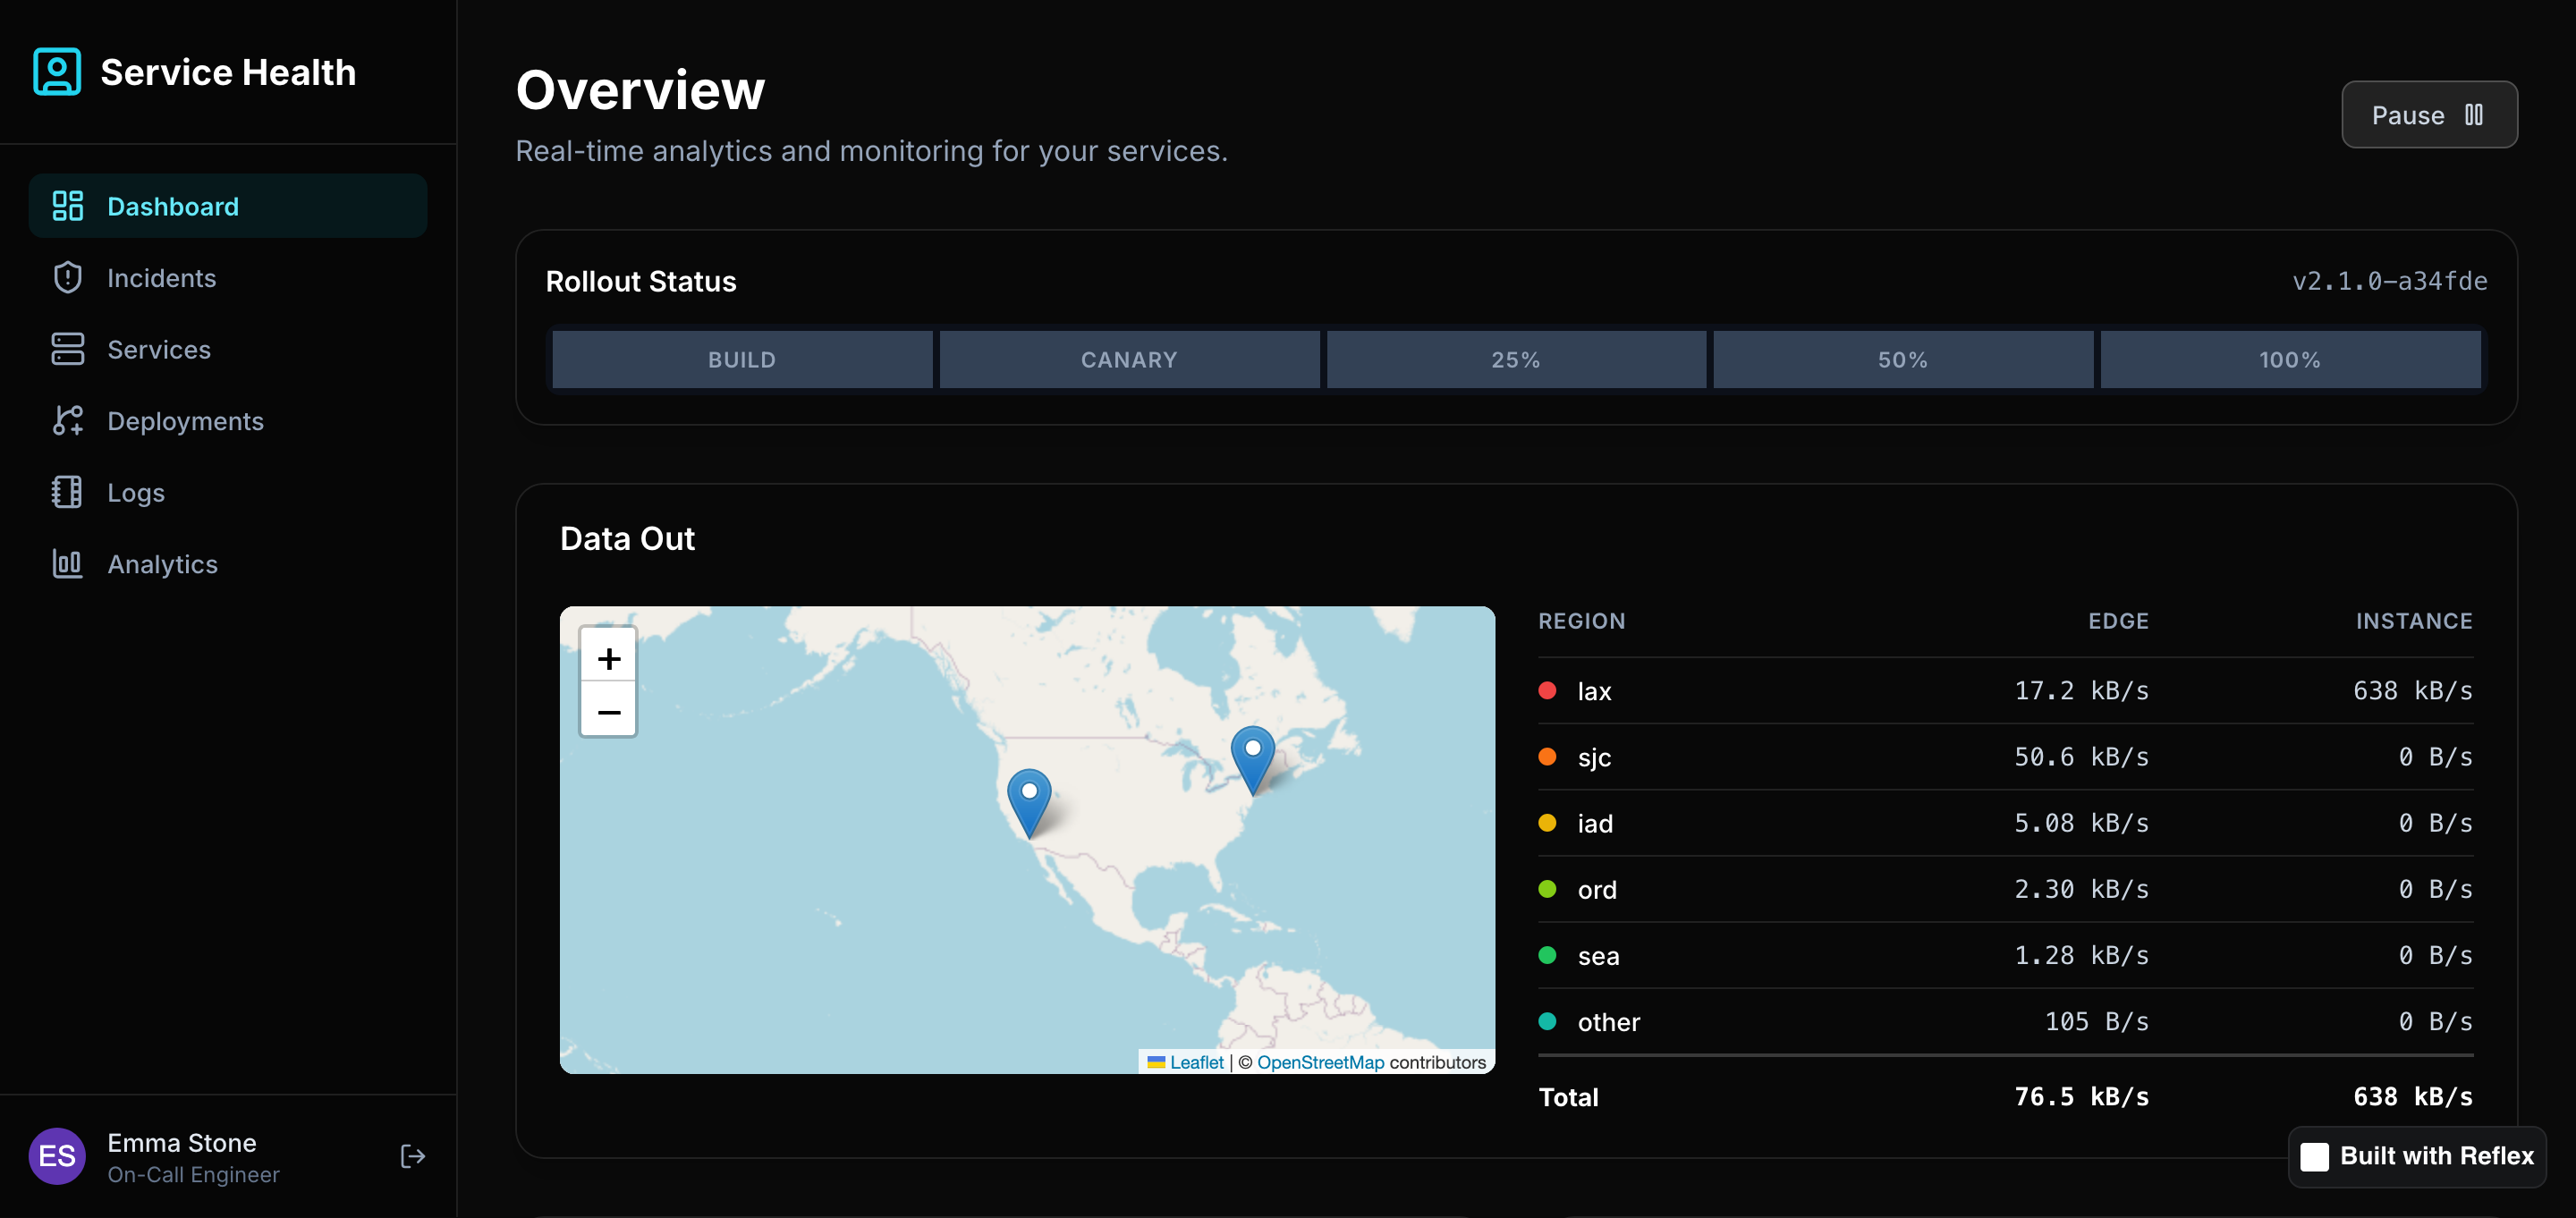 Service Health
Dashboard
Incidents
Services
Deployments
Logs
Analytics
ES
Emma Stone
On-Call Engineer
Overview
Real-time analytics and monitoring for your services.
Pause
Rollout Status
v2.1.0-a34fde
BUILD CANARY 25% 50% 100%
Data Out
+
−
Leaflet | © OpenStreetMap contributors
REGION EDGE INSTANCE
lax 17.2 kB/s 638 kB/s
sjc 50.6 kB/s 0 B/s
iad 5.08 kB/s 0 B/s
ord 2.30 kB/s 0 B/s
sea 1.28 kB/s 0 B/s
other 105 B/s 0 B/s
Total 76.5 kB/s 638 kB/s
Built with Reflex